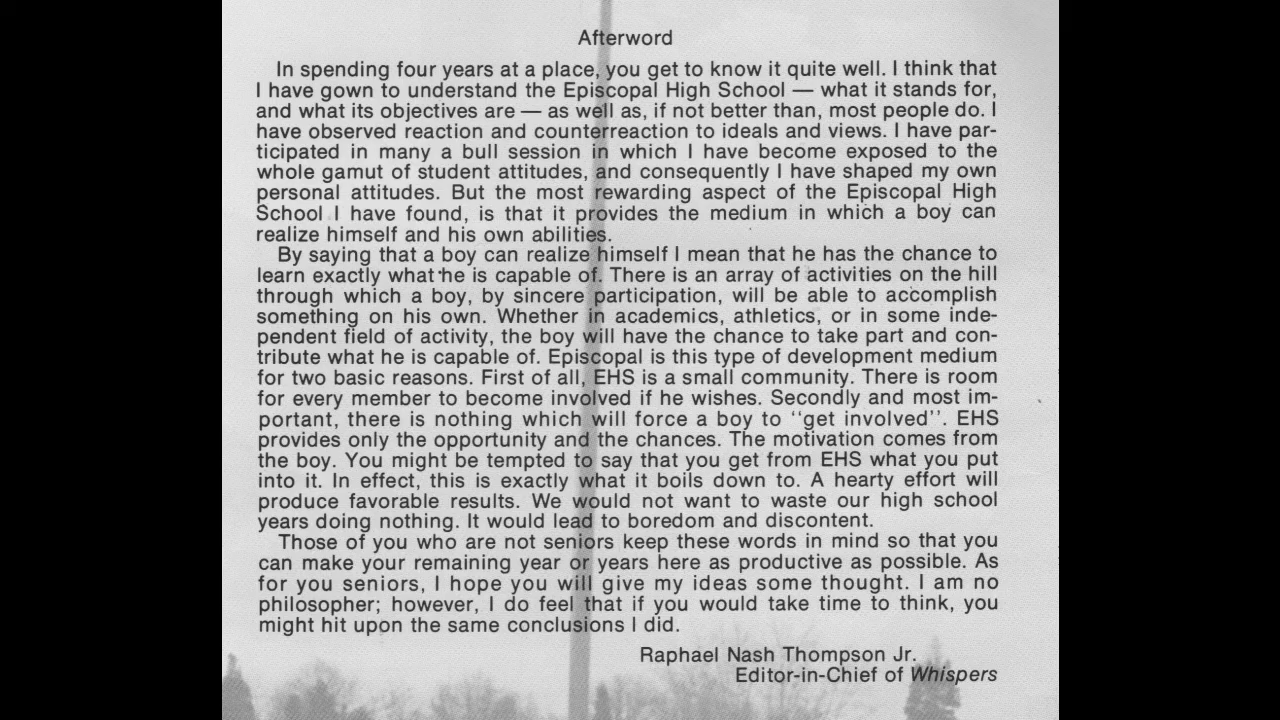 Afterword
In spending four years at a place, you get to know it quite well. I think that
I have gown to understand the Episcopal High School — what it stands for,
and what its objectives are — as well as, if not better than, most people do. I
have observed reaction and counterreaction to ideals and views. I have par-
ticipated in many a bull session in which I have become exposed to the
whole gamut of student attitudes, and consequently I have shaped my own
personal attitudes. But the most rewarding aspect of the Episcopal High
School I have found, is that it provides the medium in which a boy can
realize himself and his own abilities.
By saying that a boy can realize himself I mean that he has the chance to
learn exactly what he is capable of. There is an array of activities on the hill
through which a boy, by sincere participation, will be able to accomplish
something on his own. Whether in academics, athletics, or in some inde-
pendent field of activity, the boy will have the chance to take part and con-
tribute what he is capable of. Episcopal is this type of development medium
for two basic reasons. First of all, EHS is a small community. There is room
for every member to become involved if he wishes. Secondly and most im-
portant, there is nothing which will force a boy to ''get involved''. EHS
provides only the opportunity and the chances. The motivation comes from
the boy. You might be tempted to say that you get from EHS what you put
into it. In effect, this is exactly what it boils down to. A hearty effort will
produce favorable results. We would not want to waste our high school
years doing nothing. It would lead to boredom and discontent.
Those of you who are not seniors keep these words in mind so that you
can make your remaining year or years here as productive as possible. As
for you seniors, I hope you will give my ideas some thought. I am no
philosopher; however, I do feel that if you would take time to think, you
might hit upon the same conclusions I did.
Raphael Nash Thompson Jr.
Editor-in-Chief of Whispers